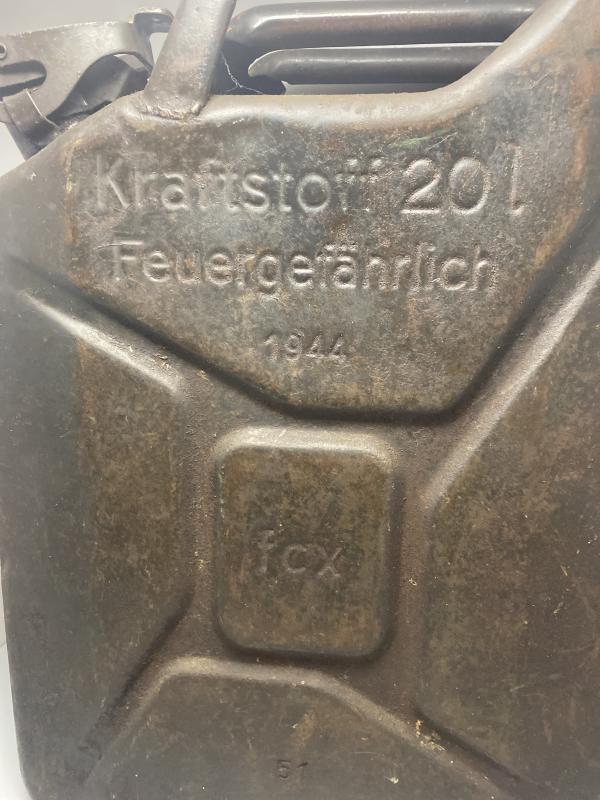 Kraftstoff 20 l
Feuergefährlich
1944
fcx
51